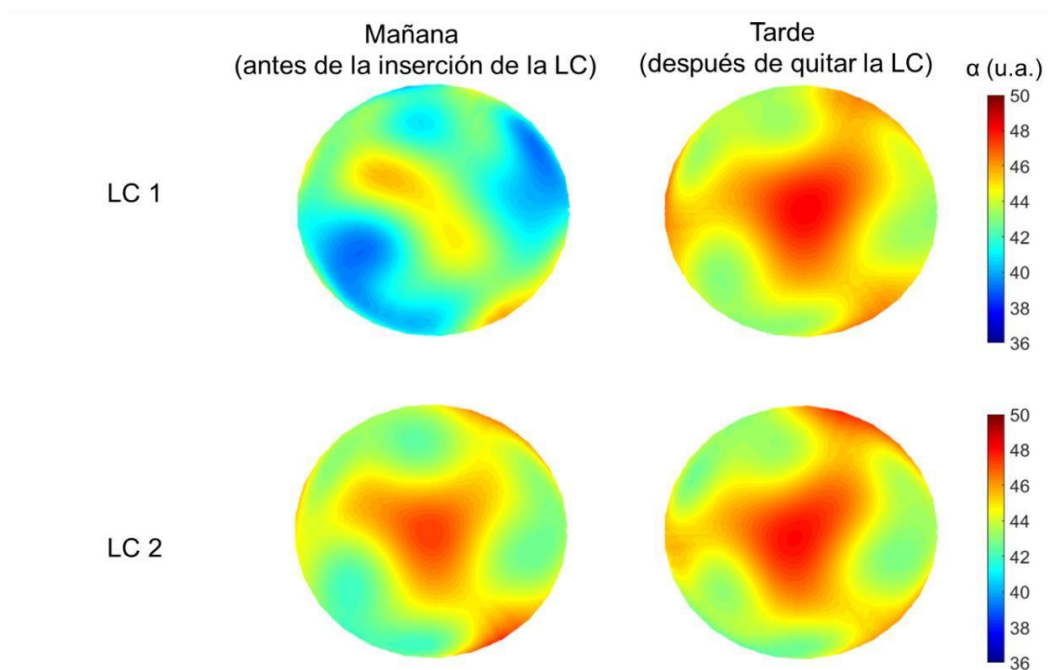 Mañana
(antes de la inserción de la LC)
Tarde
(después de quitar la LC)
α (u.a.)
LC 1
50
48
46
44
42
40
38
36
LC 2
50
48
46
44
42
40
38
36